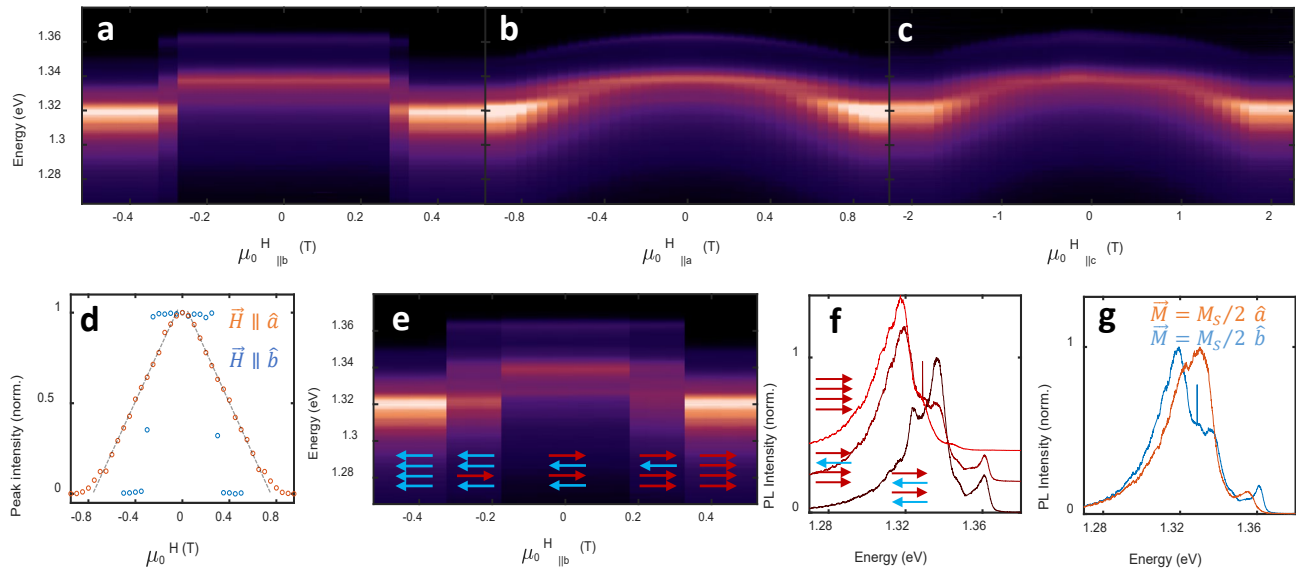 a
b
c
Energy (eV)
1.36
1.34
1.32
1.3
1.28
-0.4 -0.2 0 0.2 0.4
-0.8 -0.4 0 0.4 0.8
-2 -1 0 1 2
μ₀ᴴ ||b (T)
μ₀ᴴ ||a (T)
μ₀ᴴ ||c (T)
d
H⃗ ∥ â
H⃗ ∥ b̂
Peak intensity (norm.)
1
0.5
0
-0.8 -0.4 0 0.4 0.8
μ₀ᴴ (T)
e
Energy (eV)
1.36
1.34
1.32
1.3
1.28
-0.4 -0.2 0 0.2 0.4
μ₀ᴴ ||b (T)
f
PL Intensity (norm.)
1
0
1.28 1.32 1.36
Energy (eV)
g
M⃗ = M_S/2 â
M⃗ = M_S/2 b̂
PL Intensity (norm.)
1
0
1.28 1.32 1.36
Energy (eV)